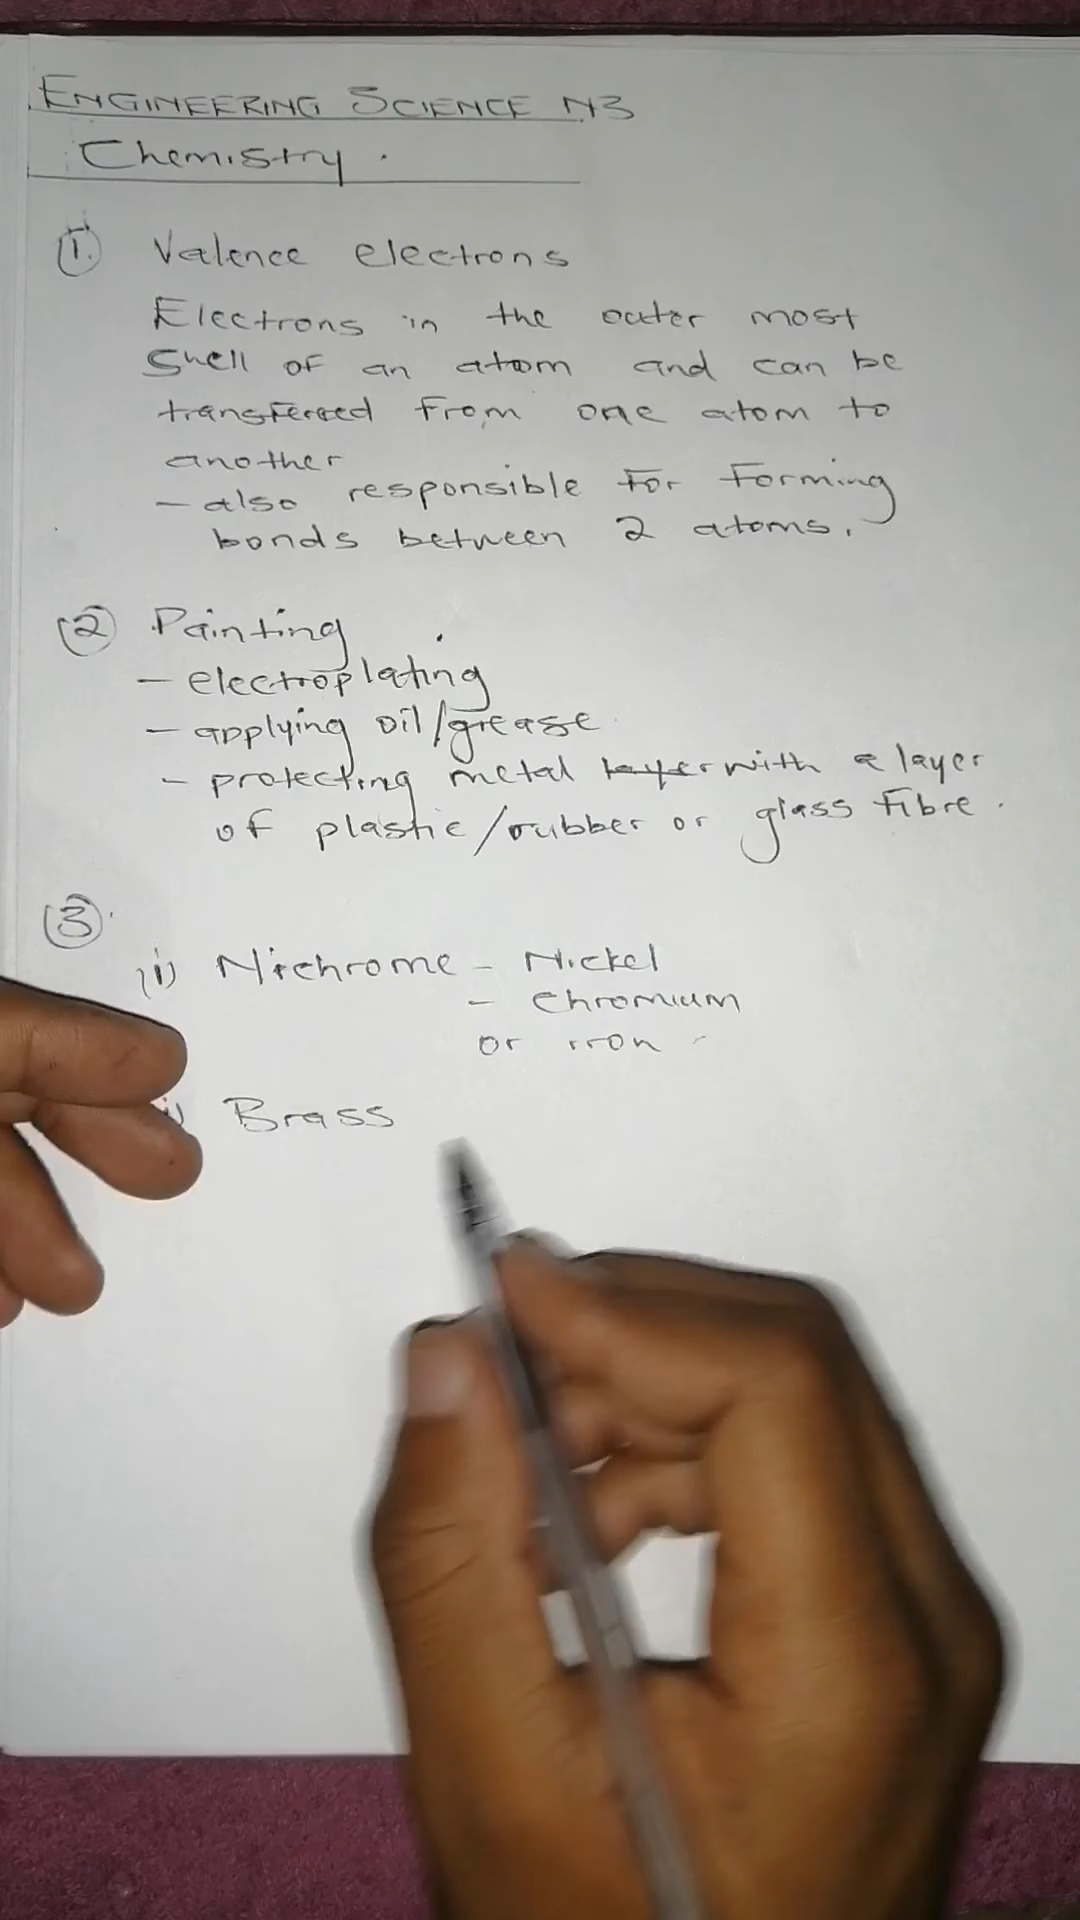 ENGINEERING SCIENCE N3
Chemistry.
1. Valence electrons
Electrons in the outer most
Shell of an atom and can be
transferred from one atom to
another
- also responsible for forming
bonds between 2 atoms.
(2) Painting
- electroplating
- applying oil/grease
- protecting metal layer with a layer
of plastic/rubber or glass fibre.
(3).
(i) Nichrome - Nickel
- Chromium
or iron -
Brass